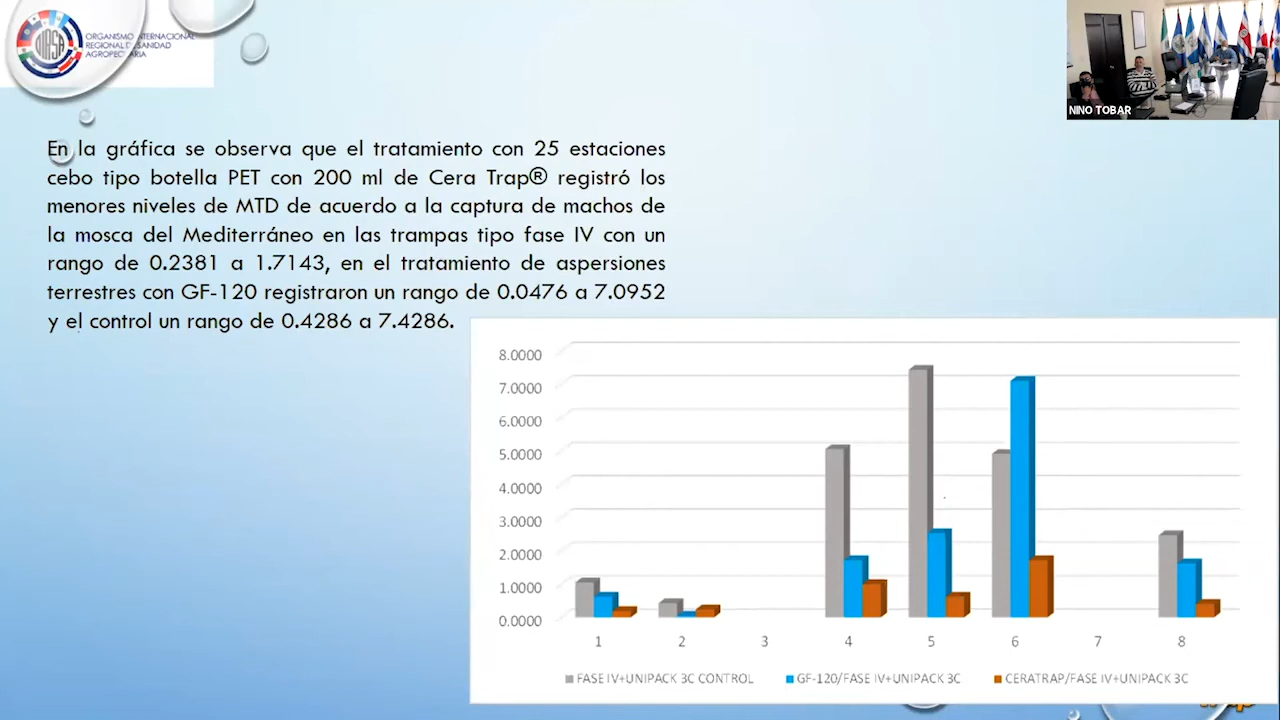 ORGANISMO INTERNACIONAL
REGIONAL DE SANIDAD
AGROPECUARIA
OIRSA
NINO TOBAR
En la gráfica se observa que el tratamiento con 25 estaciones
cebo tipo botella PET con 200 ml de Cera Trap® registró los
menores niveles de MTD de acuerdo a la captura de machos de
la mosca del Mediterráneo en las trampas tipo fase IV con un
rango de 0.2381 a 1.7143, en el tratamiento de aspersiones
terrestres con GF-120 registraron un rango de 0.0476 a 7.0952
y el control un rango de 0.4286 a 7.4286.
8.0000
7.0000
6.0000
5.0000
4.0000
3.0000
2.0000
1.0000
0.0000
1 2 3 4 5 6 7 8
FASE IV+UNIPACK 3C CONTROL GF-120/FASE IV+UNIPACK 3C CERATRAP/FASE IV+UNIPACK 3C